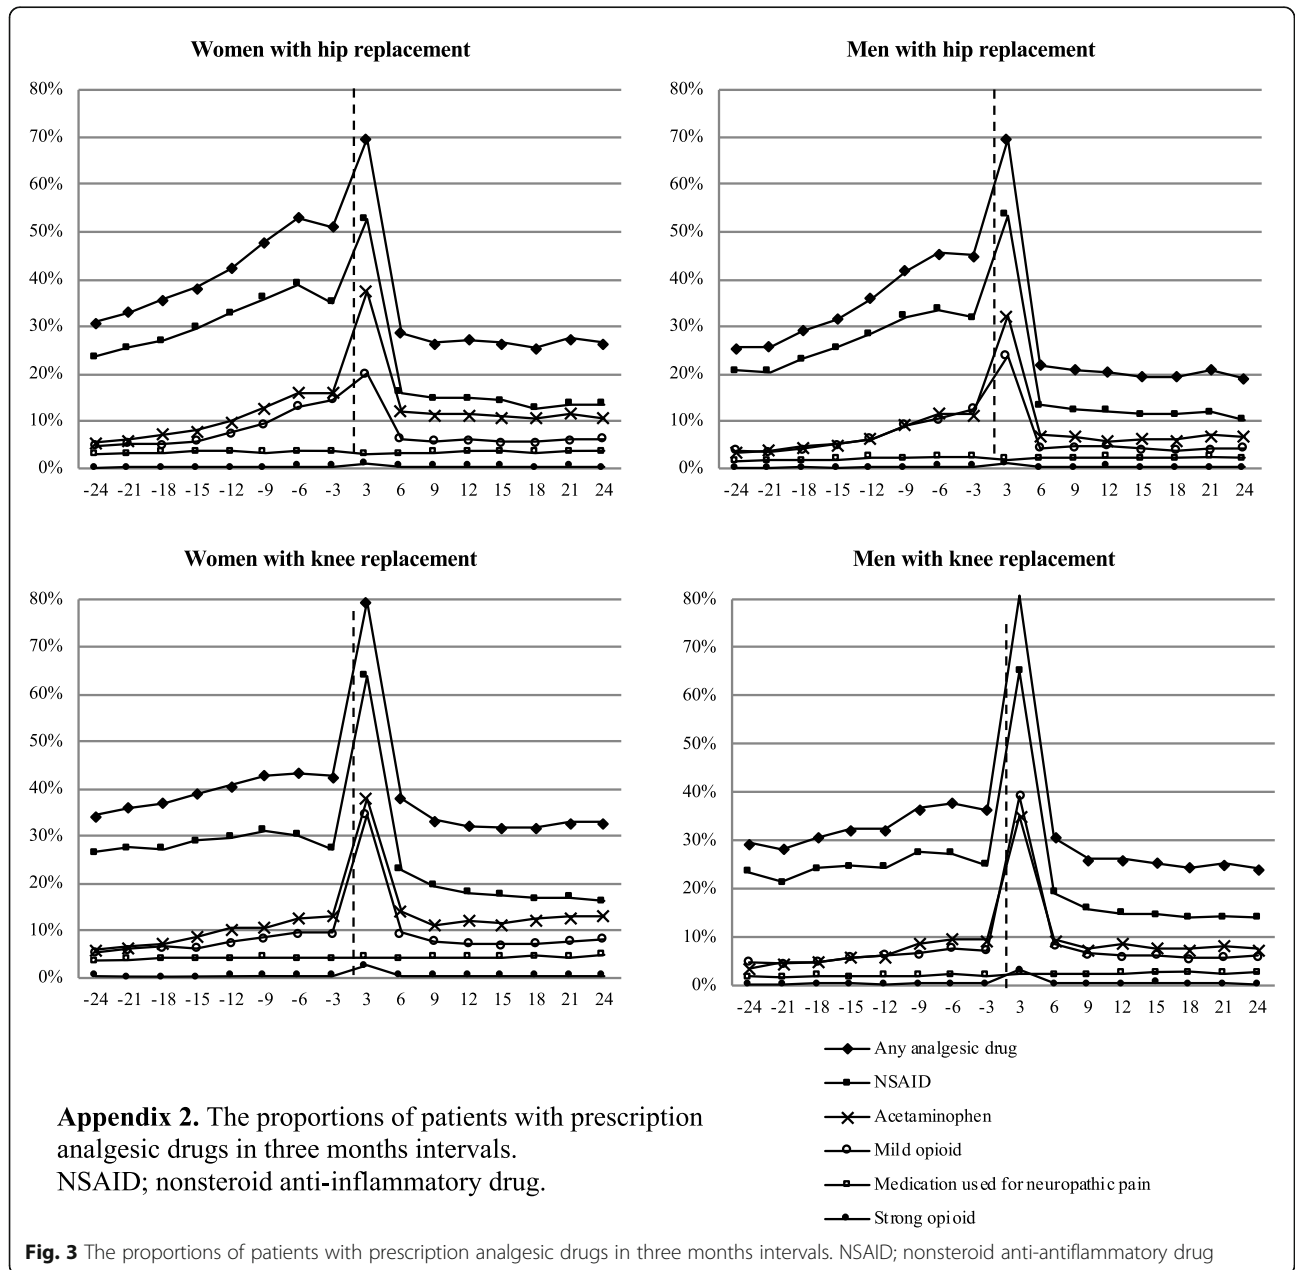 Women with hip replacement
80%
70%
60%
50%
40%
30%
20%
10%
0%
-24 -21 -18 -15 -12 -9 -6 -3 3 6 9 12 15 18 21 24
Men with hip replacement
80%
70%
60%
50%
40%
30%
20%
10%
0%
-24 -21 -18 -15 -12 -9 -6 -3 3 6 9 12 15 18 21 24
Women with knee replacement
80%
70%
60%
50%
40%
30%
20%
10%
0%
-24 -21 -18 -15 -12 -9 -6 -3 3 6 9 12 15 18 21 24
Men with knee replacement
80%
70%
60%
50%
40%
30%
20%
10%
0%
-24 -21 -18 -15 -12 -9 -6 -3 3 6 9 12 15 18 21 24
Any analgesic drug
NSAID
Acetaminophen
Mild opioid
Medication used for neuropathic pain
Strong opioid
Appendix 2. The proportions of patients with prescription
analgesic drugs in three months intervals.
NSAID; nonsteroid anti-inflammatory drug.
Fig. 3 The proportions of patients with prescription analgesic drugs in three months intervals. NSAID; nonsteroid anti-antiflammatory drug